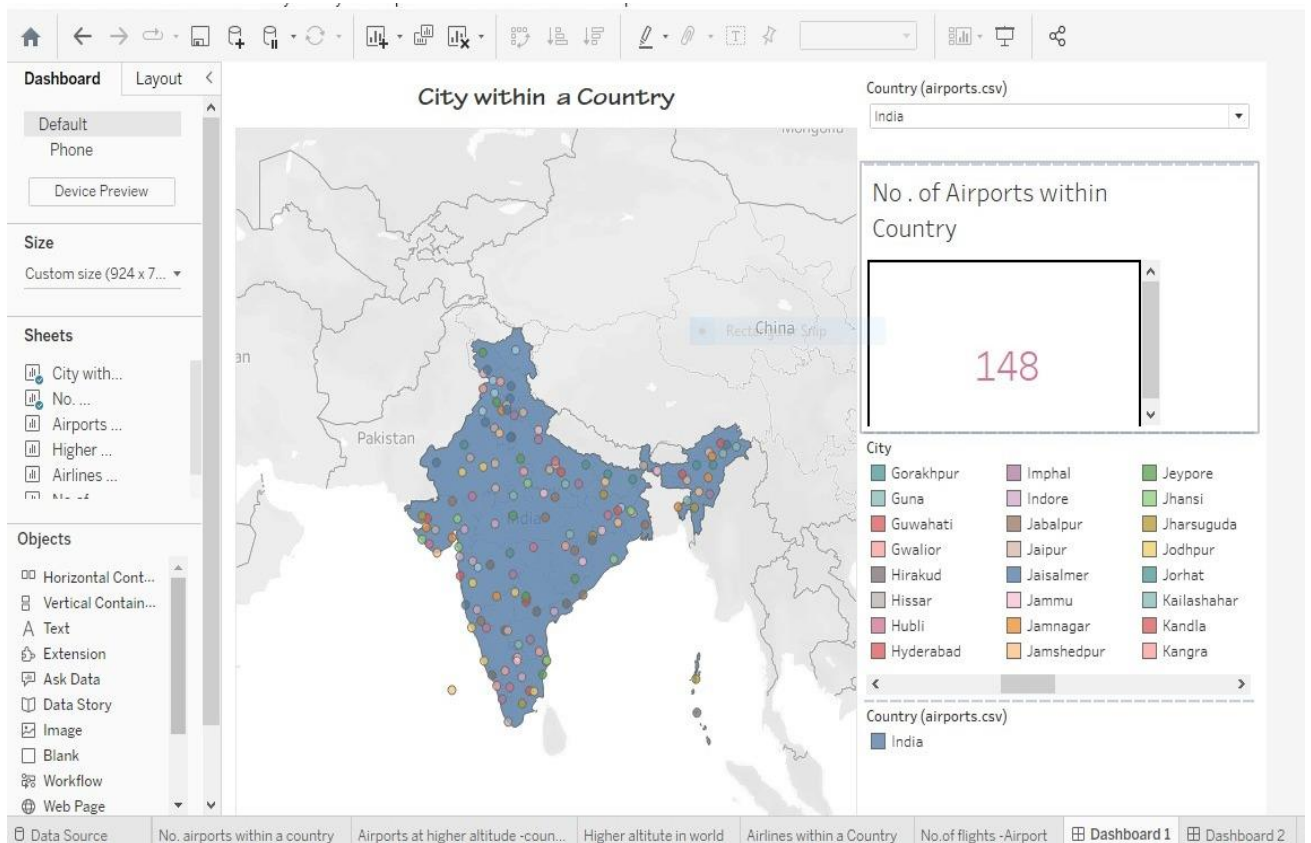 Dashboard
Layout
Default
Phone
Device Preview
Size
Custom size (924 x 7...
Sheets
City with...
No. ...
Airports ...
Higher ...
Airlines ...
Objects
Horizontal Cont...
Vertical Contain...
Text
Extension
Ask Data
Data Story
Image
Blank
Workflow
Web Page
City within a Country
Mongolia
China
Rectangular Snip
an
Pakistan
India
Country (airports.csv)
India
No . of Airports within
Country
148
City
Gorakhpur Imphal Jeypore
Guna Indore Jhansi
Guwahati Jabalpur Jharsuguda
Gwalior Jaipur Jodhpur
Hirakud Jaisalmer Jorhat
Hissar Jammu Kailashahar
Hubli Jamnagar Kandla
Hyderabad Jamshedpur Kangra
Country (airports.csv)
India
Data Source No. airports within a country Airports at higher altitude -coun... Higher altitute in world Airlines within a Country No.of flights -Airport Dashboard 1 Dashboard 2